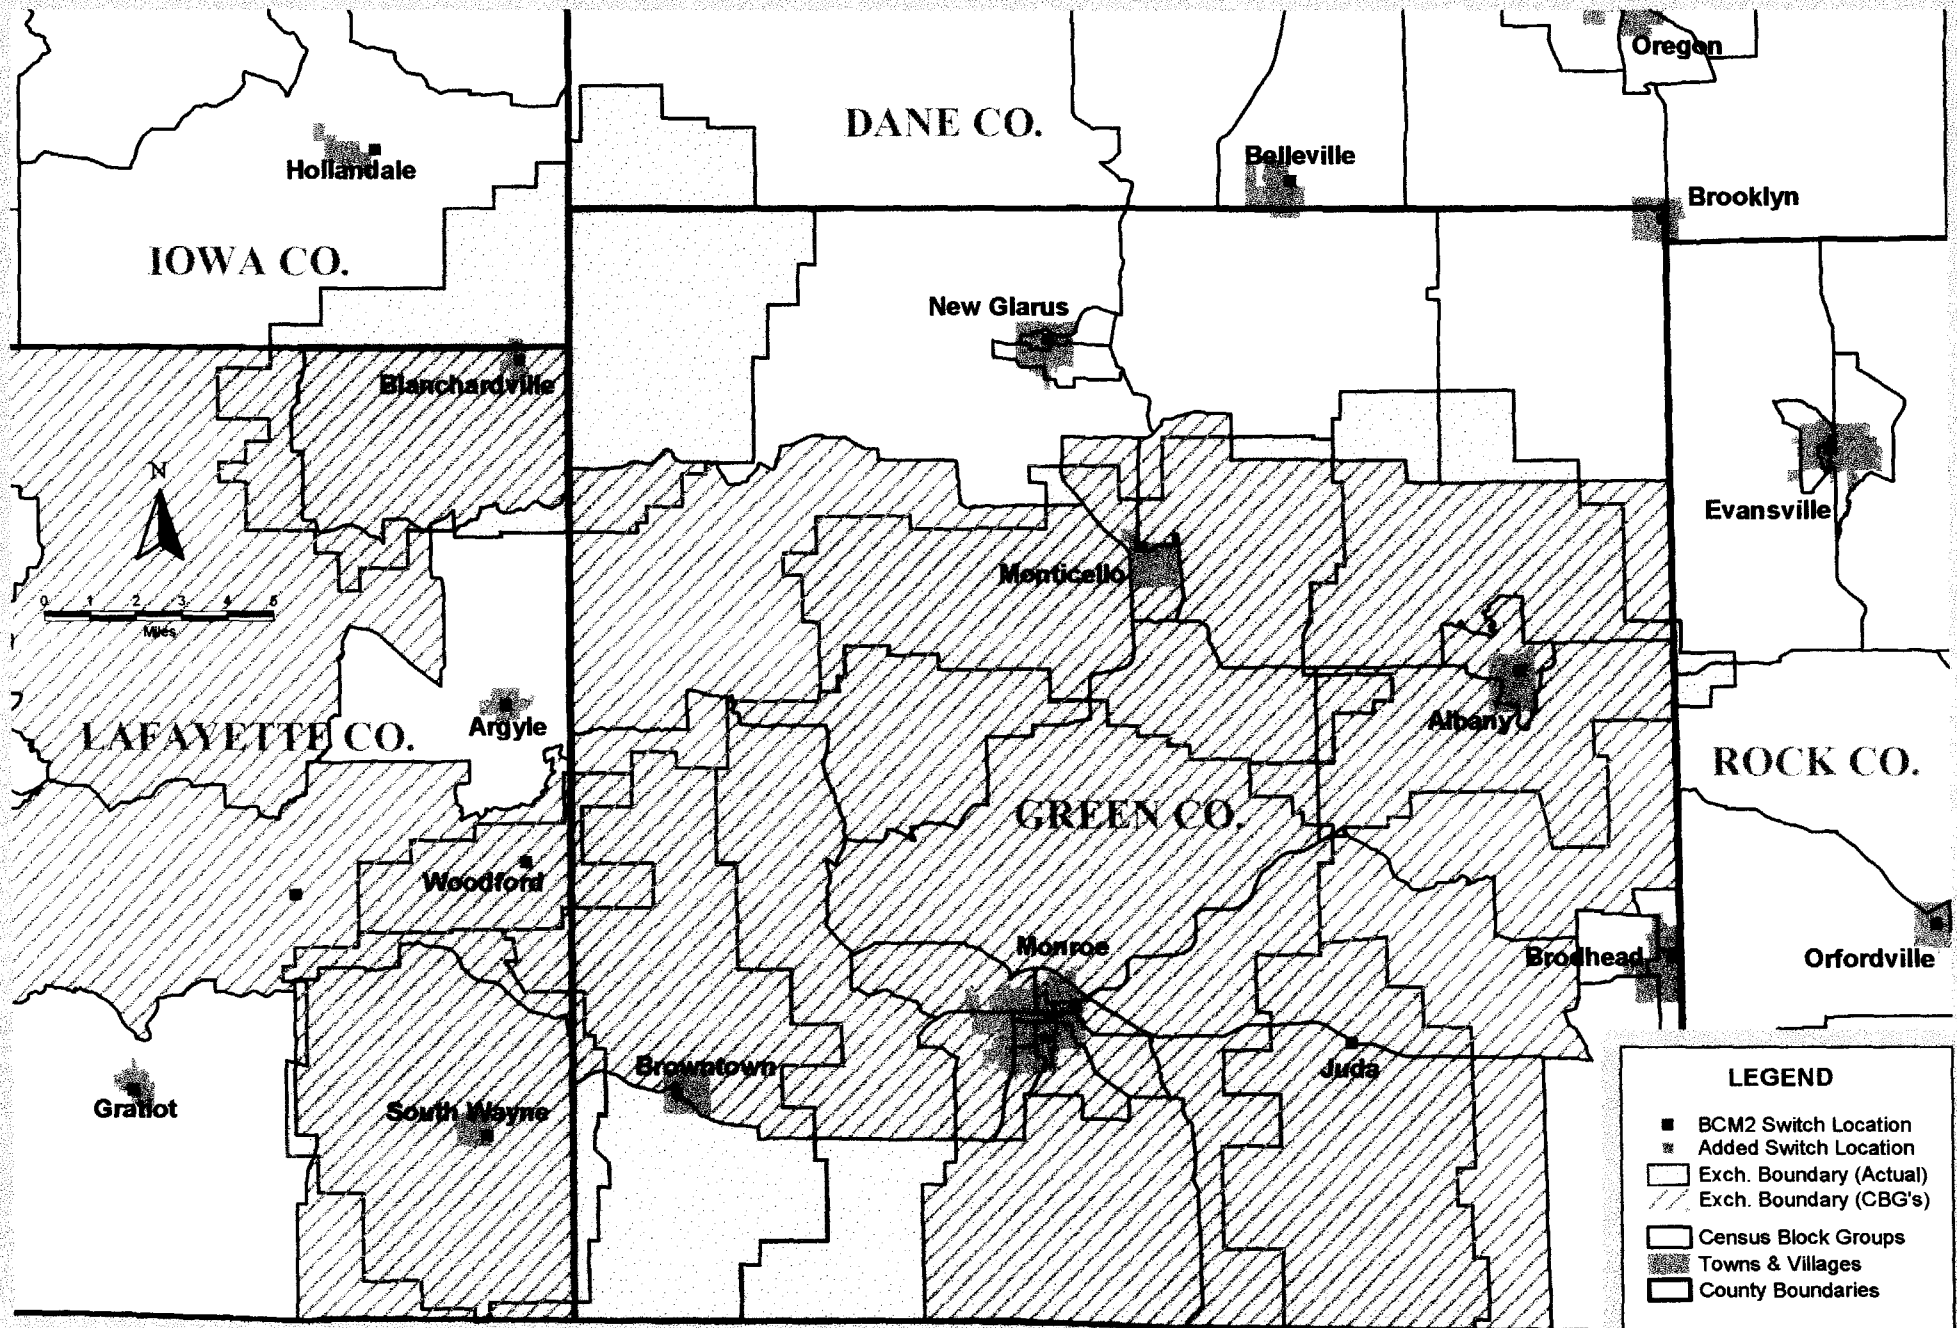 Oregon
DANE CO.
Belleville
Hollandale
Brooklyn
IOWA CO.
New Glarus
Blanchardville
N
Evansville
Monticello
0 1 2 3 4 5
Miles
Argyle
Albany
LAFAYETTE CO.
ROCK CO.
GREEN CO.
Woodford
Monroe
Brodhead
Orfordville
Browntown
Juda
Gratiot
South Wayne
LEGEND
BCM2 Switch Location
Added Switch Location
Exch. Boundary (Actual)
Exch. Boundary (CBG's)
Census Block Groups
Towns & Villages
County Boundaries